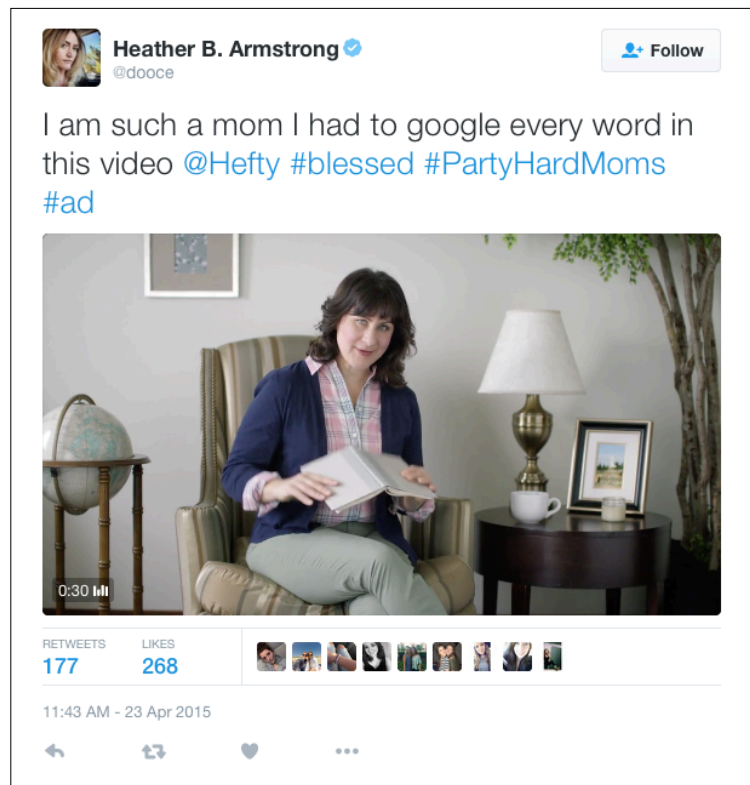 Heather B. Armstrong
@dooce
Follow
I am such a mom I had to google every word in
this video @Hefty #blessed #PartyHardMoms
#ad
0:30
RETWEETS
177
LIKES
268
11:43 AM - 23 Apr 2015